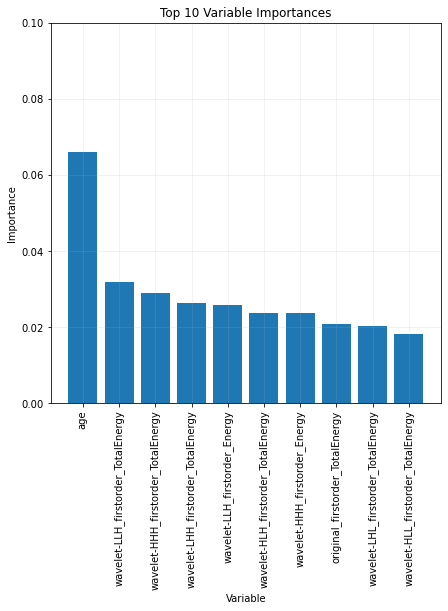 Top 10 Variable Importances
0.10
0.08
0.06
0.04
0.02
0.00
Importance
age
wavelet-LLH_firstorder_TotalEnergy
wavelet-HHH_firstorder_TotalEnergy
wavelet-LHH_firstorder_TotalEnergy
wavelet-LLH_firstorder_Energy
wavelet-HLH_firstorder_TotalEnergy
wavelet-HHH_firstorder_Energy
original_firstorder_TotalEnergy
wavelet-LHL_firstorder_TotalEnergy
wavelet-HLL_firstorder_TotalEnergy
Variable